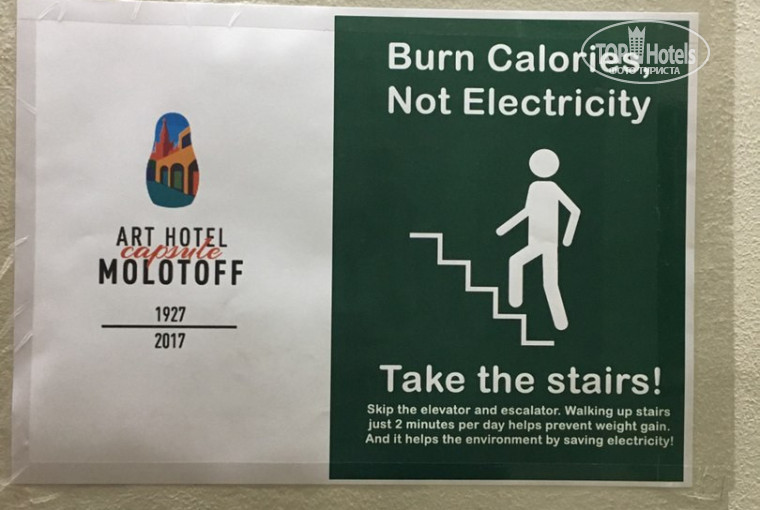 ART HOTEL
capsule
MOLOTOFF
1927
2017
Burn Calories,
Not Electricity
Take the stairs!
Skip the elevator and escalator. Walking up stairs
just 2 minutes per day helps prevent weight gain.
And it helps the environment by saving electricity!
TOPHotels
ФОТО ТУРИСТА